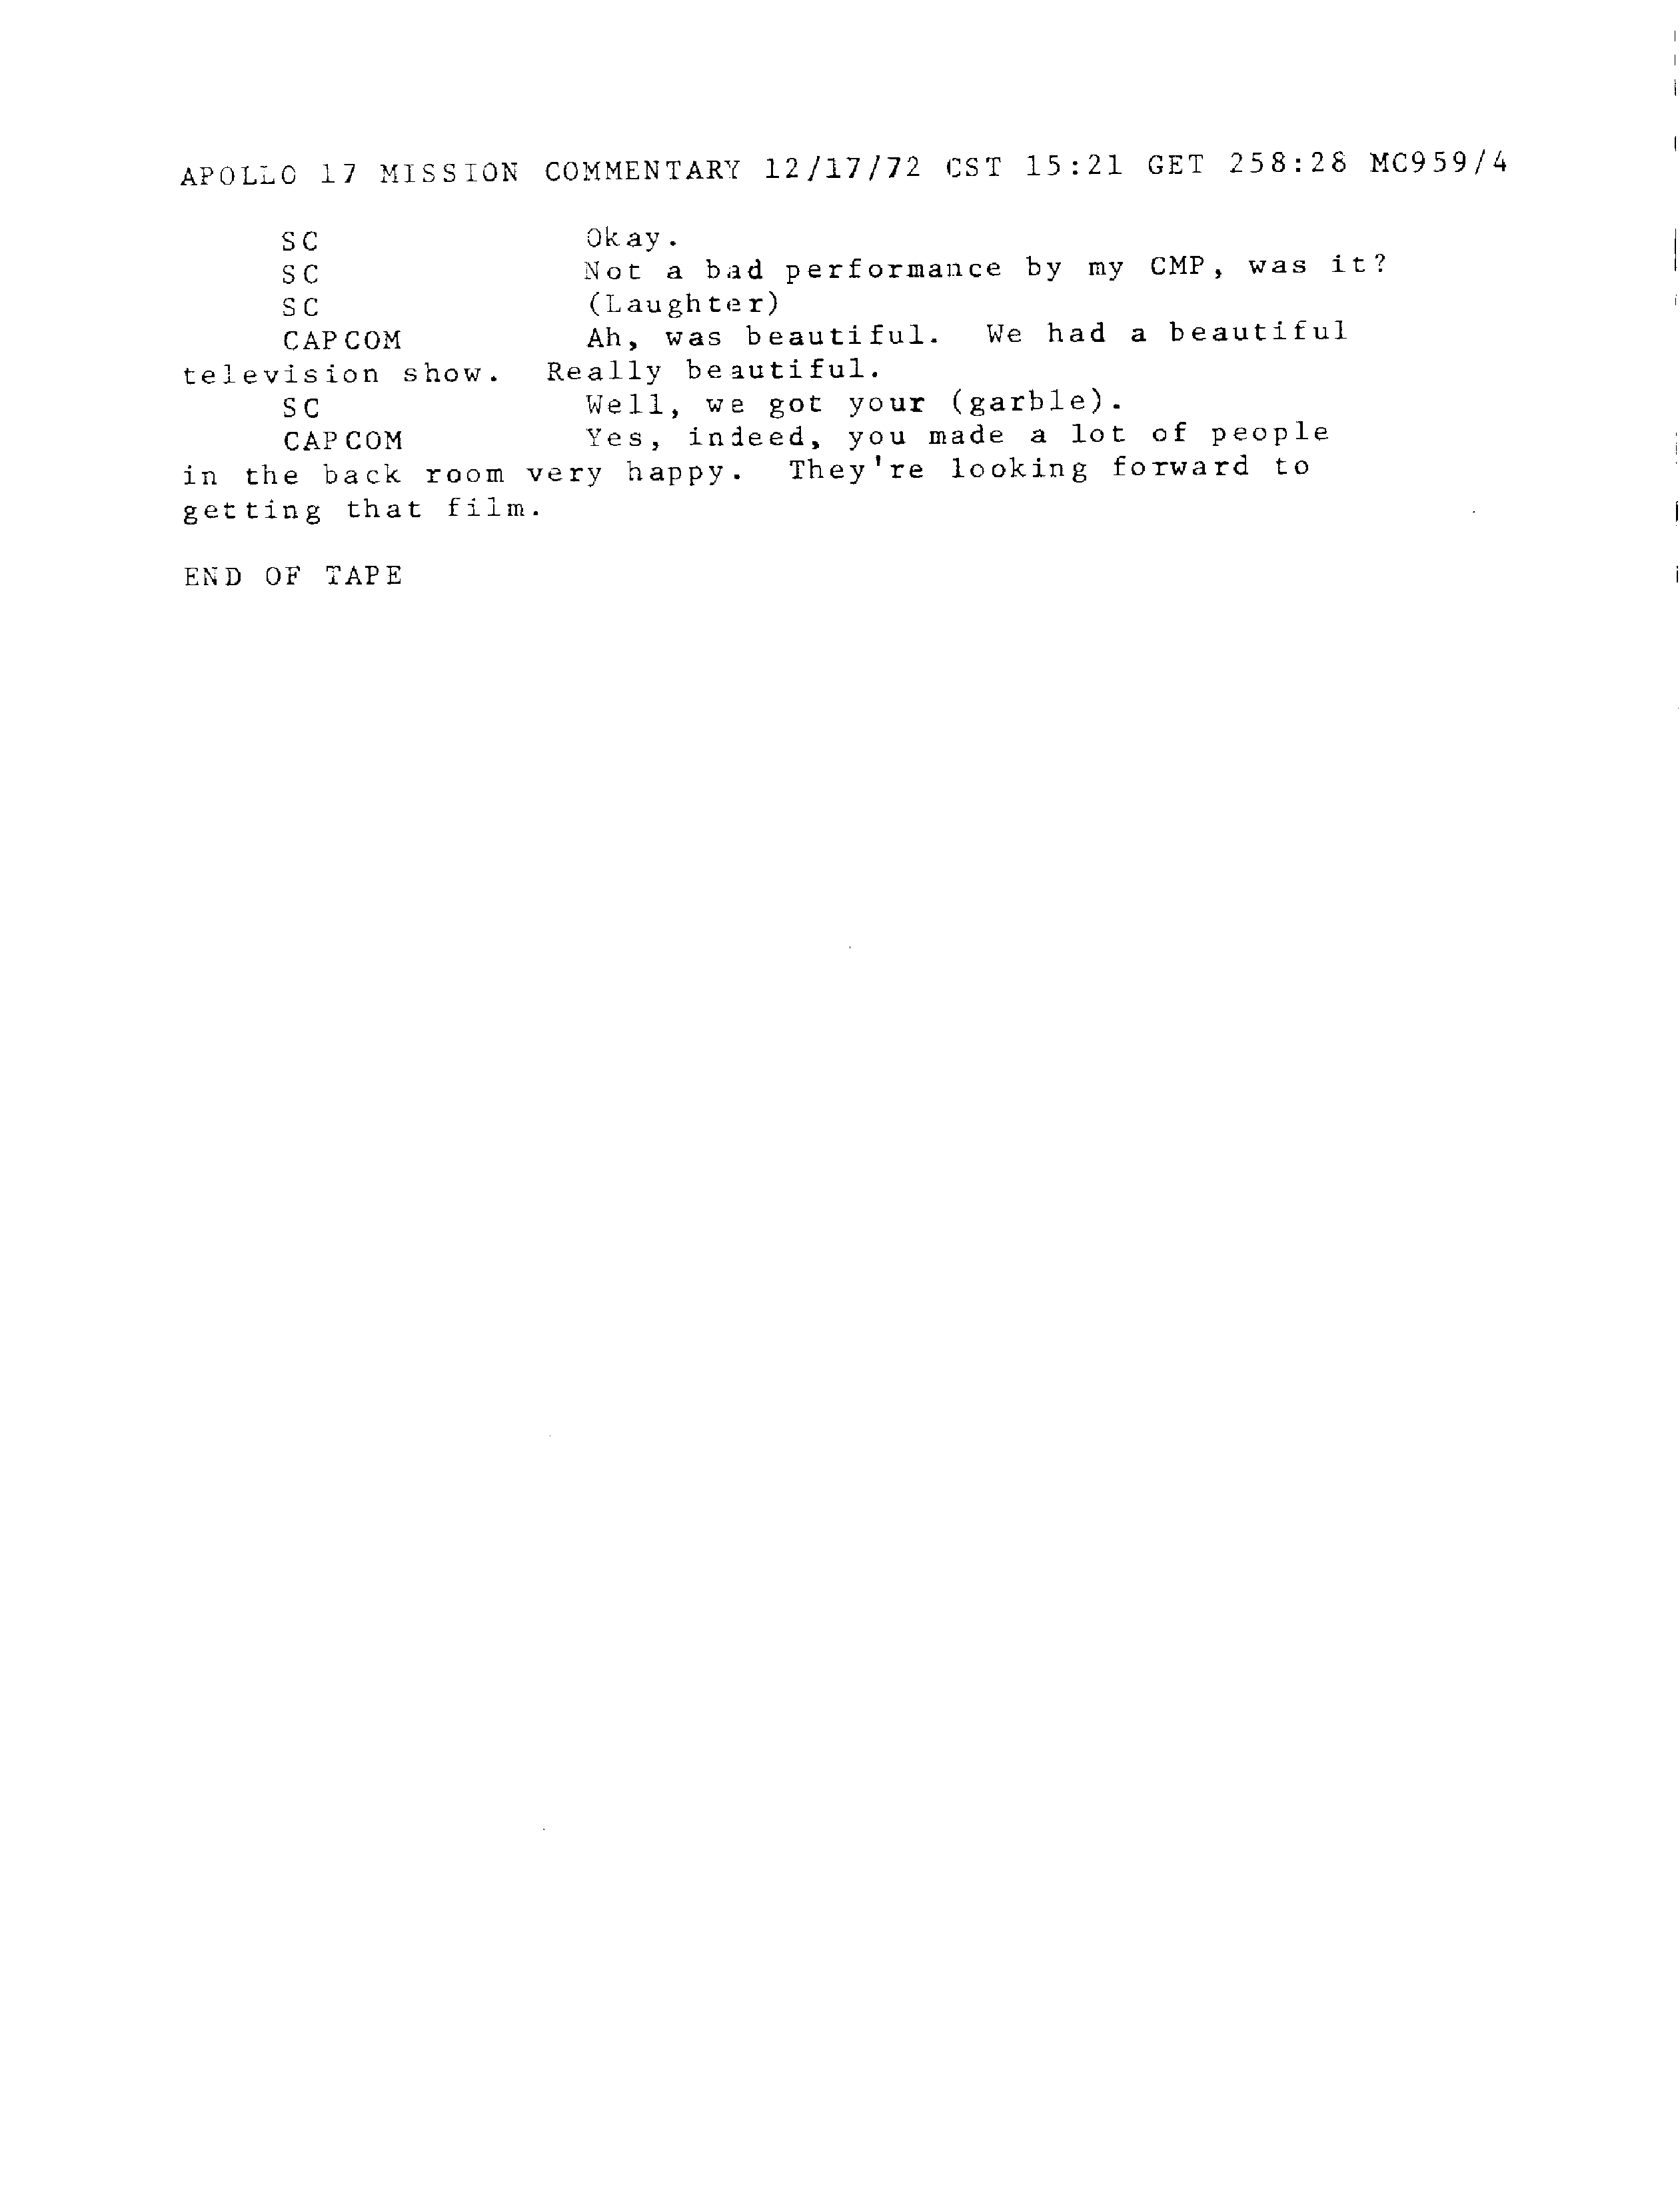 APOLLO 17 MISSION COMMENTARY 12/17/72 CST 15:21 GET 258:28 MC959/4
SC Okay.
SC Not a bad performance by my CMP, was it?
SC (Laughter)
CAPCOM Ah, was beautiful. We had a beautiful
television show. Really beautiful.
SC Well, we got your (garble).
CAPCOM Yes, indeed, you made a lot of people
in the back room very happy. They're looking forward to
getting that film.
END OF TAPE